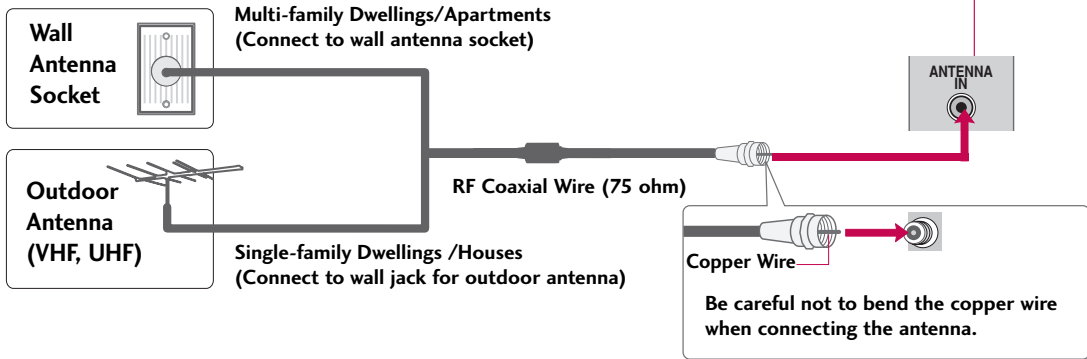 Wall
Antenna
Socket
Multi-family Dwellings/Apartments
(Connect to wall antenna socket)
Outdoor
Antenna
(VHF, UHF)
Single-family Dwellings /Houses
(Connect to wall jack for outdoor antenna)
RF Coaxial Wire (75 ohm)
ANTENNA
IN
Copper Wire
Be careful not to bend the copper wire
when connecting the antenna.